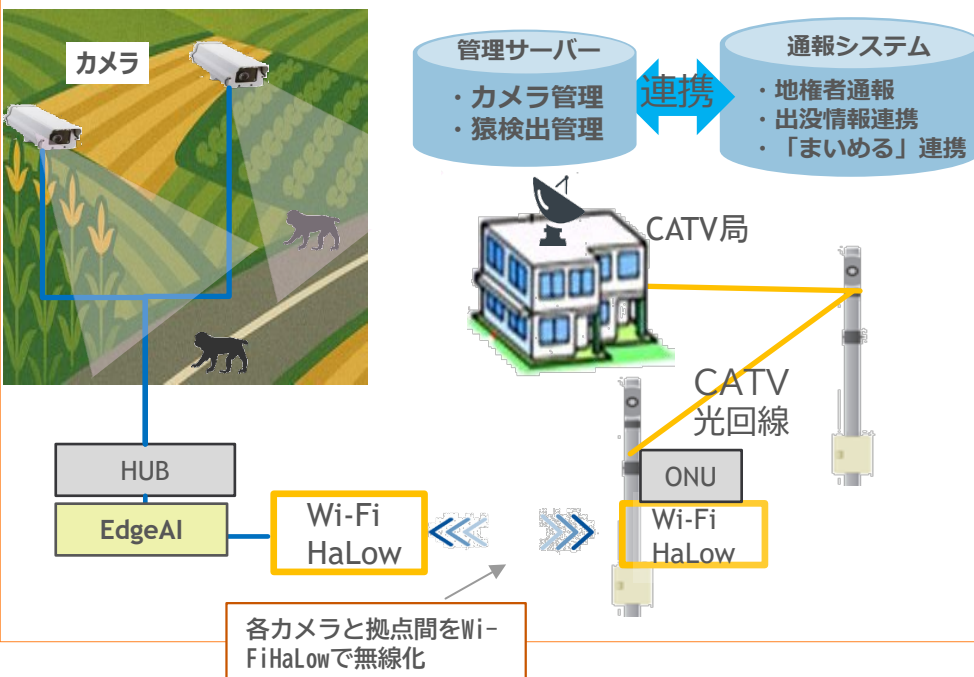 カメラ
管理サーバー
・カメラ管理
・猿検出管理
連携
通報システム
・地権者通報
・出没情報連携
・「まいめる」連携
CATV局
CATV
光回線
HUB
EdgeAI
Wi-Fi
HaLow
ONU
Wi-Fi
HaLow
各カメラと拠点間をWi-
FiHaLowで無線化